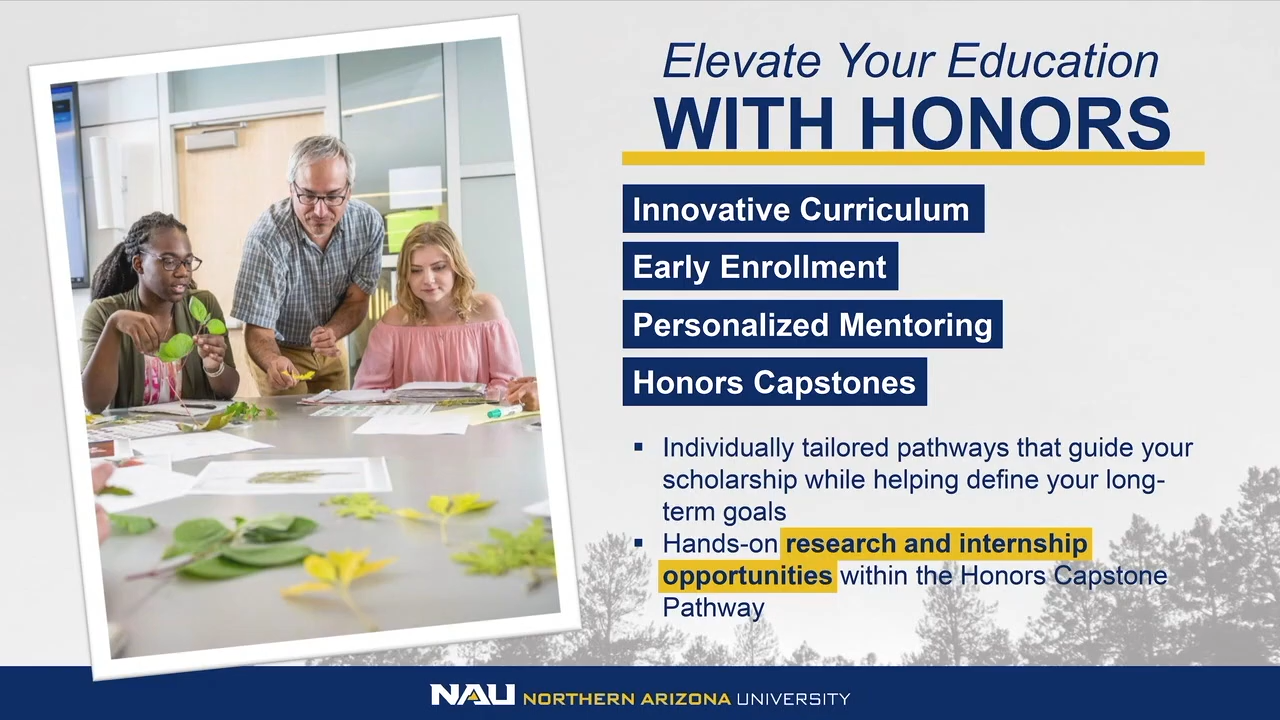 Elevate Your Education
WITH HONORS
Innovative Curriculum
Early Enrollment
Personalized Mentoring
Honors Capstones
▪ Individually tailored pathways that guide your
scholarship while helping define your long-
term goals
▪ Hands-on research and internship
opportunities within the Honors Capstone
Pathway
NAU NORTHERN ARIZONA UNIVERSITY